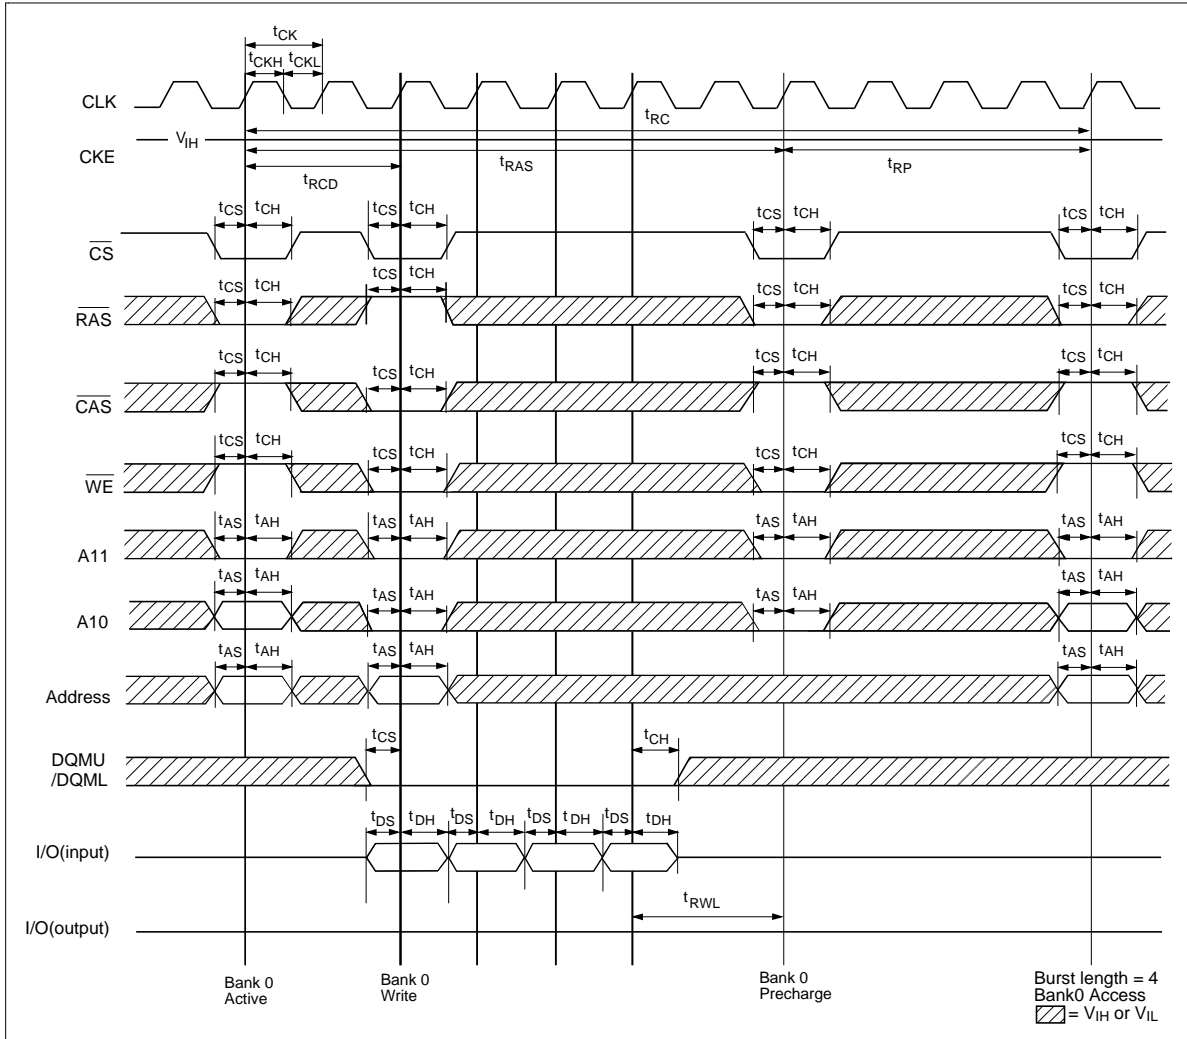 tCK
tCKH tCKL
CLK
tRC
VIH
CKE
tRAS
tRP
tRCD
tCS tCH tCS tCH tCS tCH tCS tCH
CS
tCS tCH tCS tCH tCS tCH tCS tCH
RAS
tCS tCH tCS tCH tCS tCH tCS tCH
CAS
tCS tCH tCS tCH tCS tCH tCS tCH
WE
tAS tAH tAS tAH tAS tAH tAS tAH
A11
tAS tAH tAS tAH tAS tAH tAS tAH
A10
tAS tAH tAS tAH tAS tAH
Address
tCS tCH
DQMU
/DQML
tDS tDH tDS tDH tDS tDH tDS tDH
I/O(input)
tRWL
I/O(output)
Bank 0
Active
Bank 0
Write
Bank 0
Precharge
Burst length = 4
Bank0 Access
= VIH or VIL